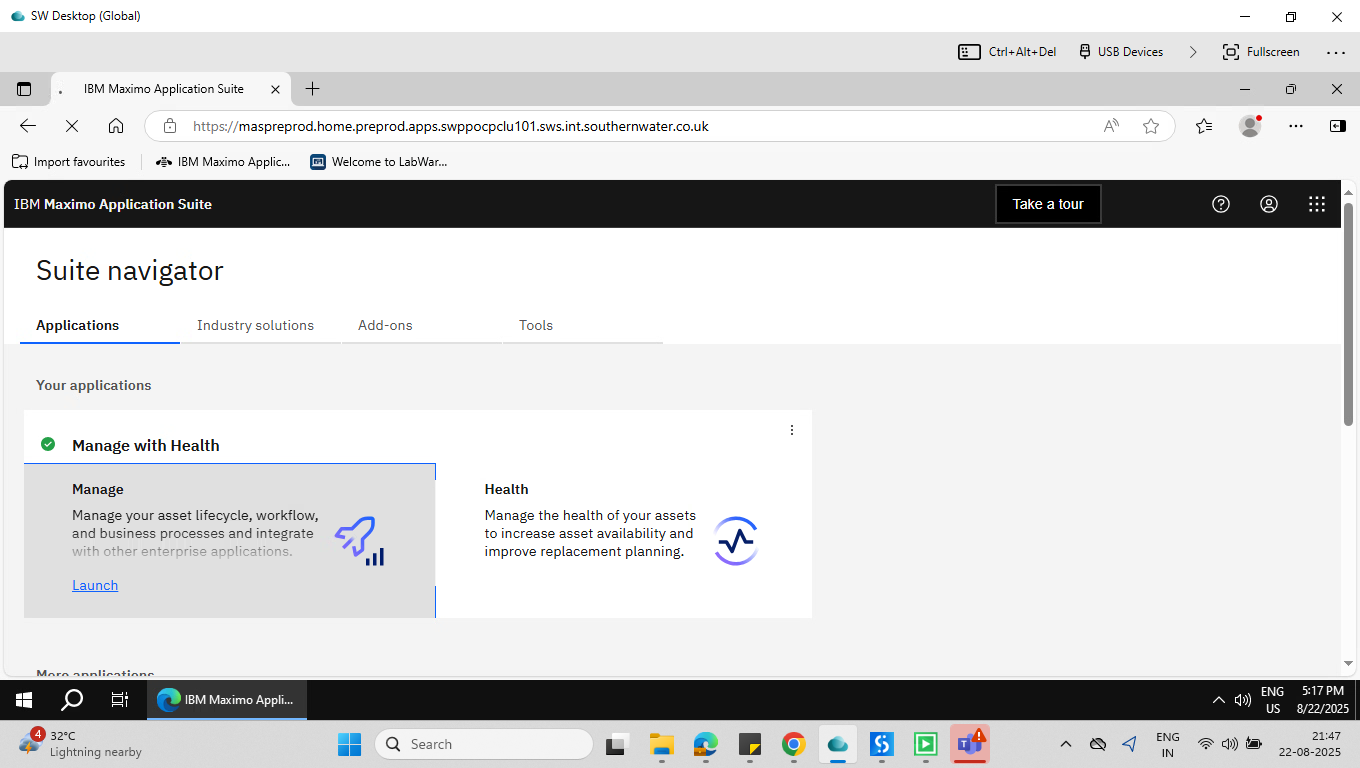 SW Desktop (Global)
Ctrl+Alt+Del
USB Devices
Fullscreen
IBM Maximo Application Suite
https://maspreprod.home.preprod.apps.swppocpclu101.sws.int.southernwater.co.uk
Import favourites
IBM Maximo Applic...
Welcome to LabWar...
IBM Maximo Application Suite
Take a tour
Suite navigator
Applications
Industry solutions
Add-ons
Tools
Your applications
Manage with Health
Manage
Manage your asset lifecycle, workflow,
and business processes and integrate
with other enterprise applications.
Launch
Health
Manage the health of your assets
to increase asset availability and
improve replacement planning.
More applications
IBM Maximo Appli...
ENG
US
5:17 PM
8/22/2025
4
32°C
Lightning nearby
Search
ENG
IN
21:47
22-08-2025